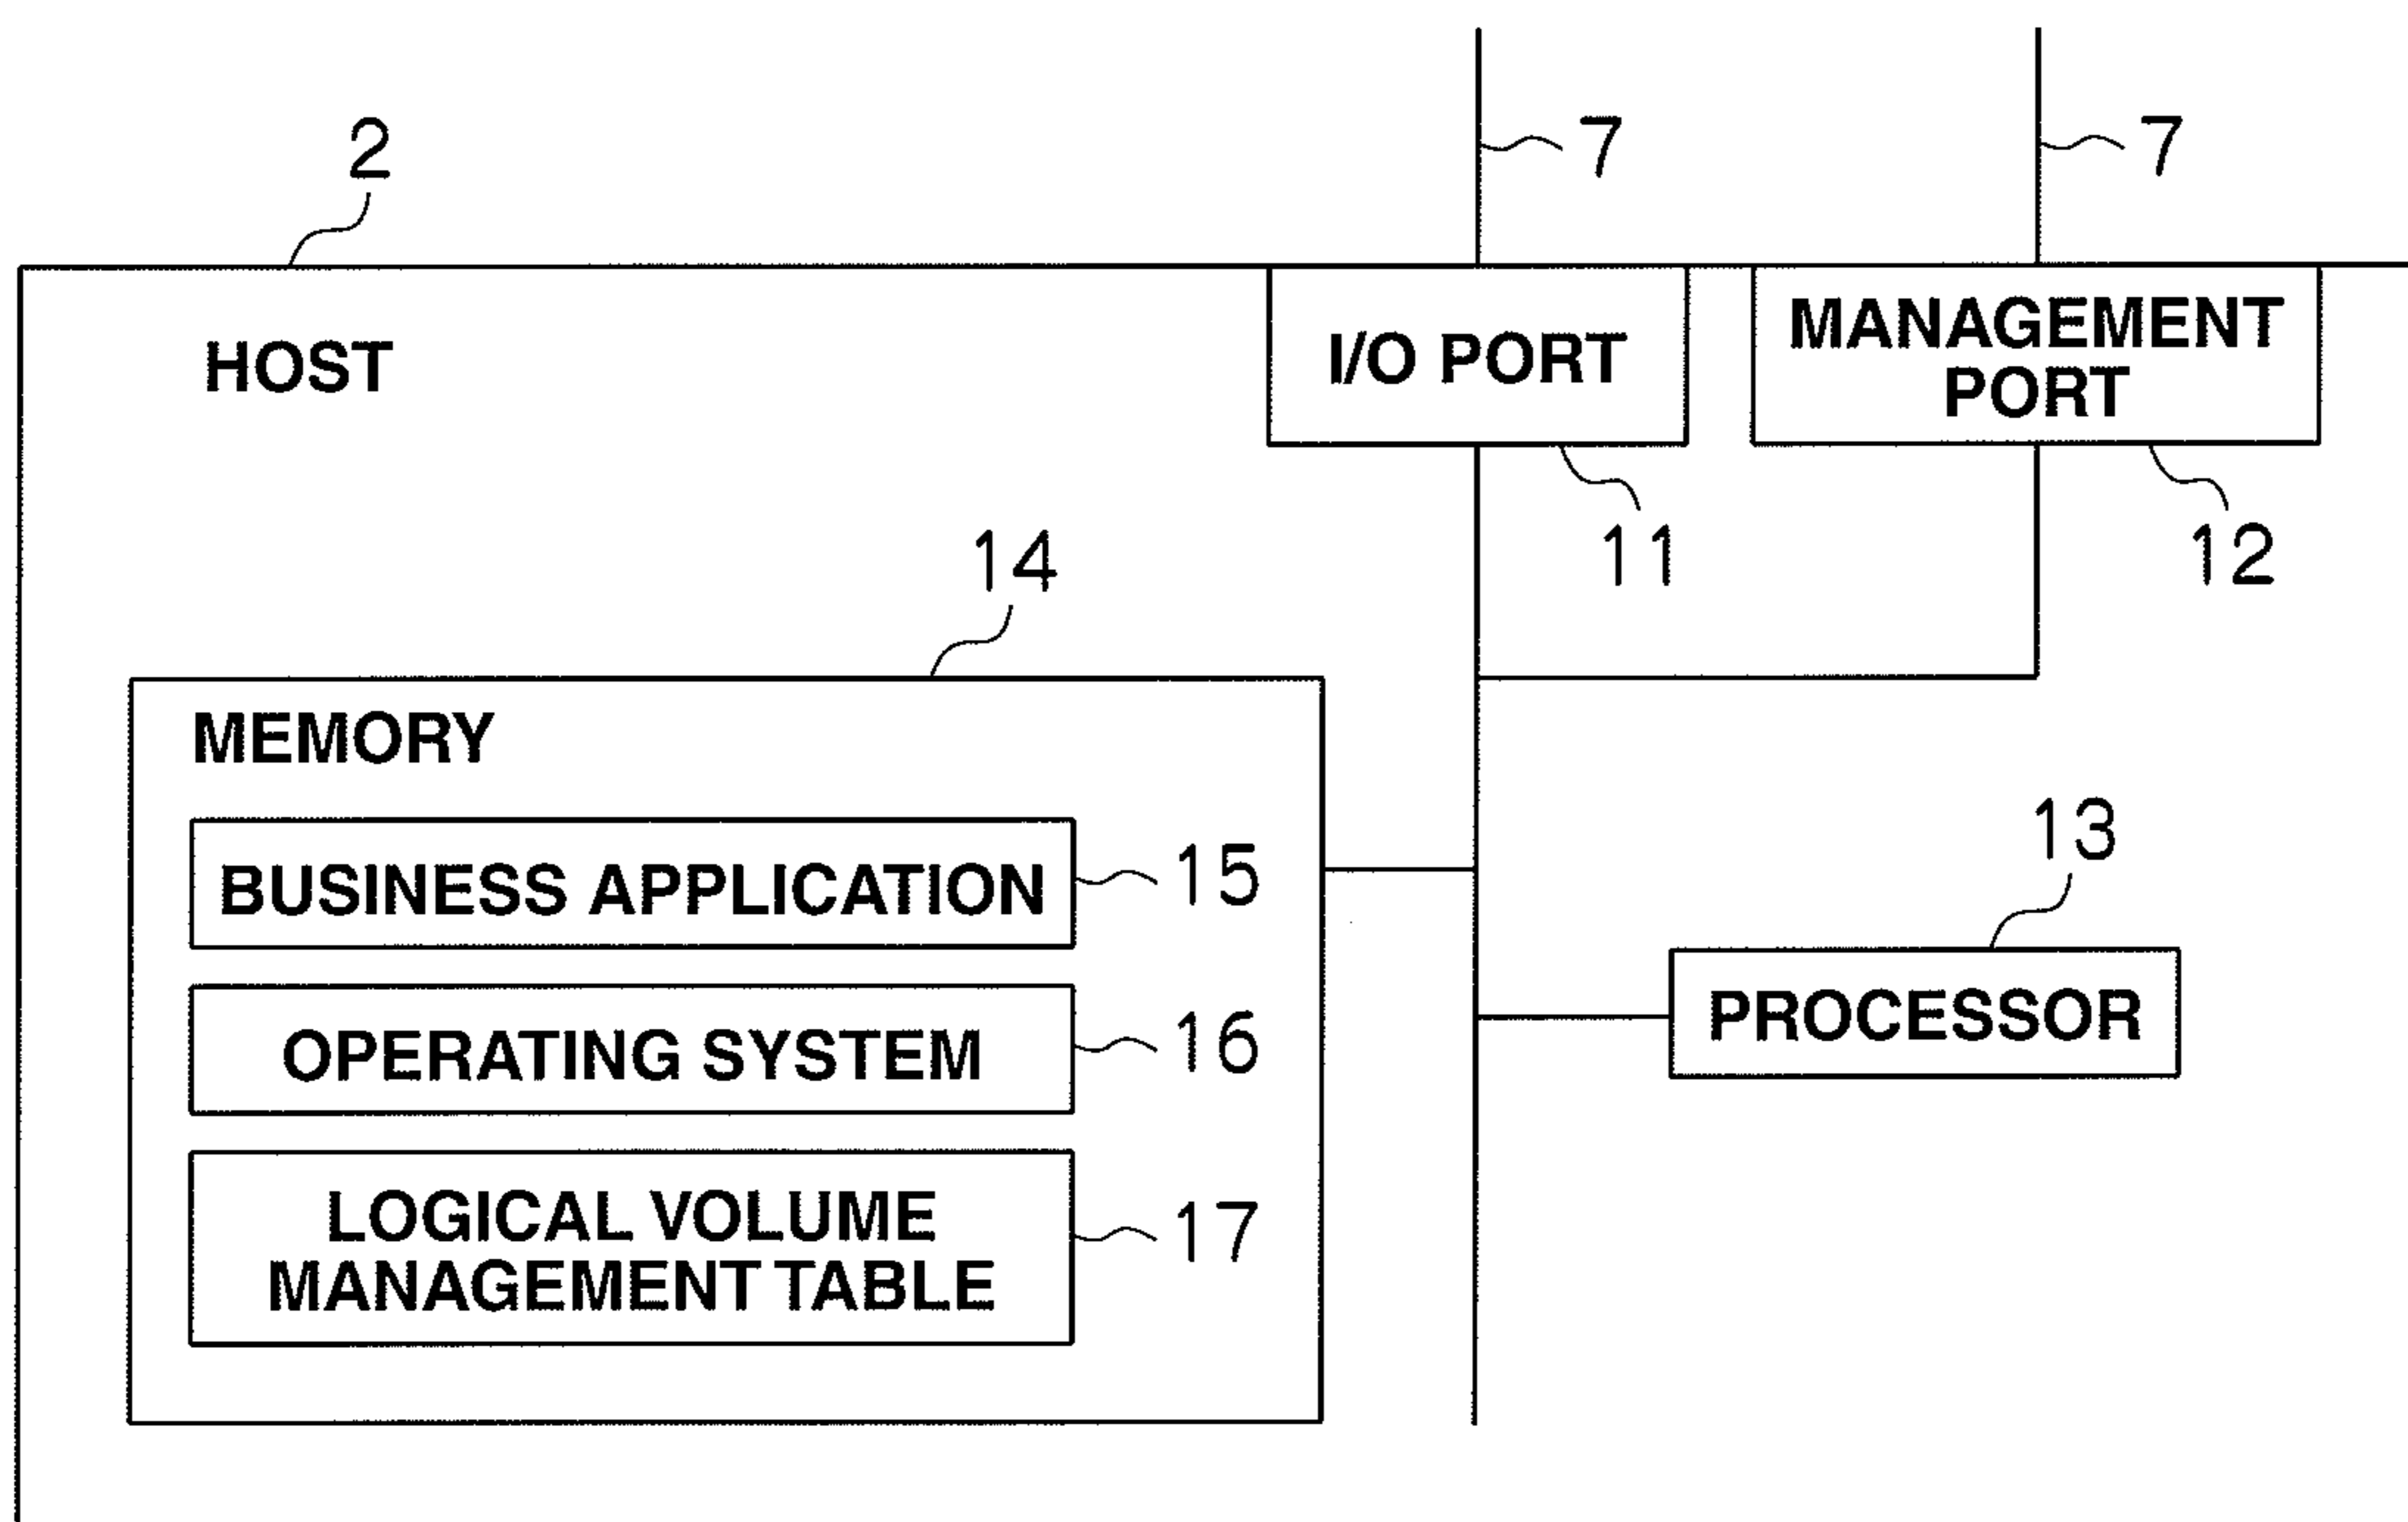 2
7
7
HOST
I/O PORT
MANAGEMENT
PORT
11
12
14
MEMORY
BUSINESS APPLICATION
15
13
OPERATING SYSTEM
16
PROCESSOR
LOGICAL VOLUME
MANAGEMENT TABLE
17